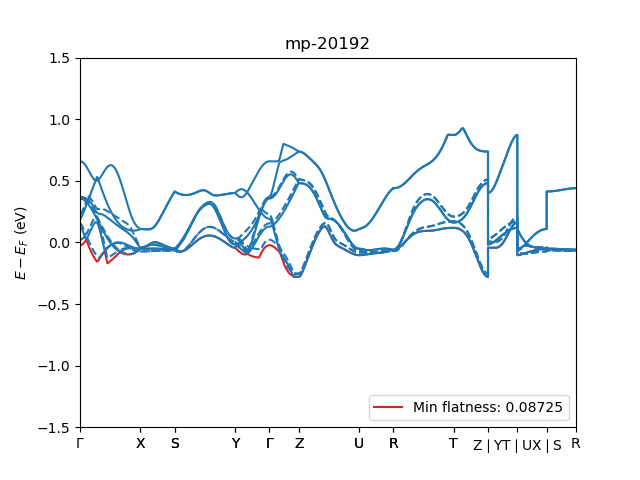 mp-20192
1.5
1.0
0.5
0.0
−0.5
−1.0
−1.5
E − E_F (eV)
Min flatness: 0.08725
Γ X S Y Γ Z U R T Z | YT | UX | S R